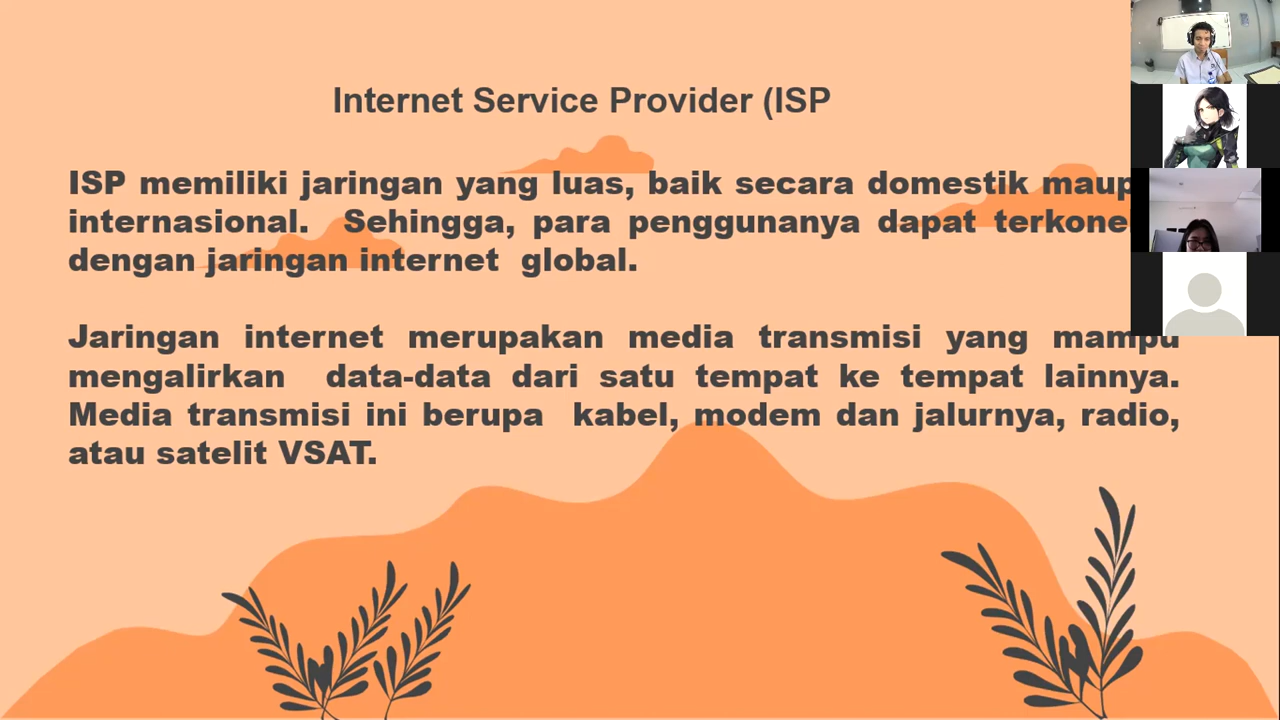 Internet Service Provider (ISP
ISP memiliki jaringan yang luas, baik secara domestik
internasional. Sehingga, para penggunanya dapat
dengan jaringan internet global.
Jaringan internet merupakan media transmisi yang mampu
mengalirkan data-data dari satu tempat ke tempat lainnya.
Media transmisi ini berupa kabel, modem dan jalurnya, radio,
atau satelit VSAT.